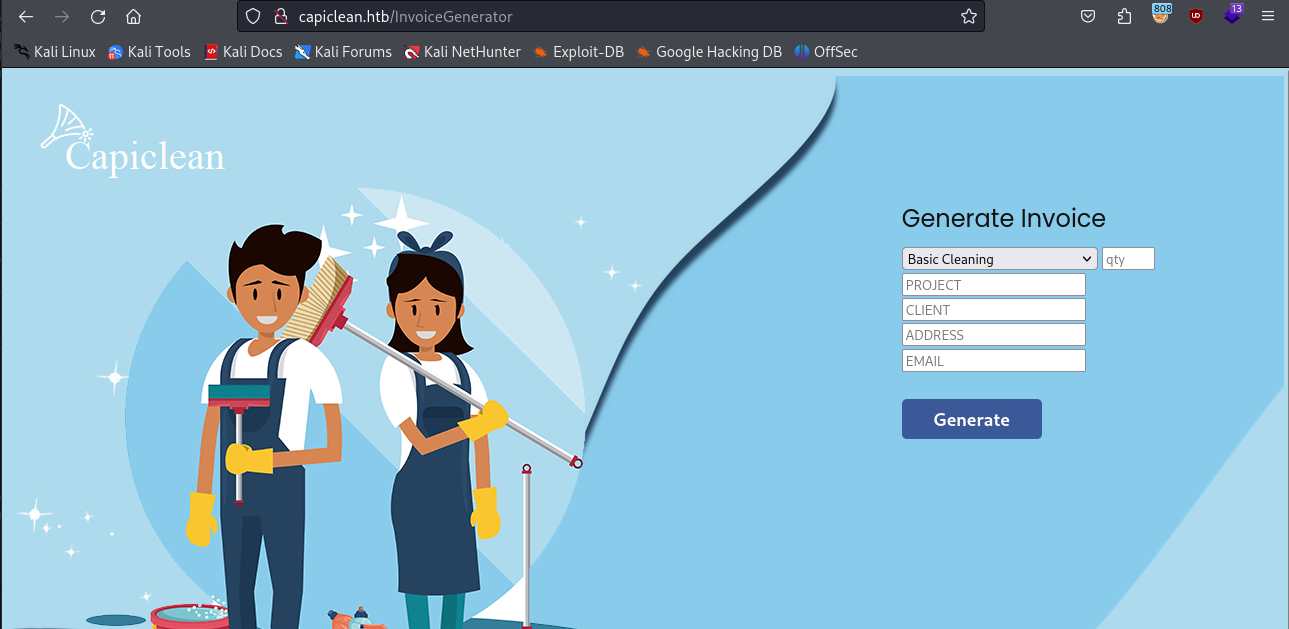 capiclean.htb/InvoiceGenerator
808
13
Kali Linux Kali Tools Kali Docs Kali Forums Kali NetHunter Exploit-DB Google Hacking DB OffSec
Capiclean
Generate Invoice
Basic Cleaning qty
PROJECT
CLIENT
ADDRESS
EMAIL
Generate